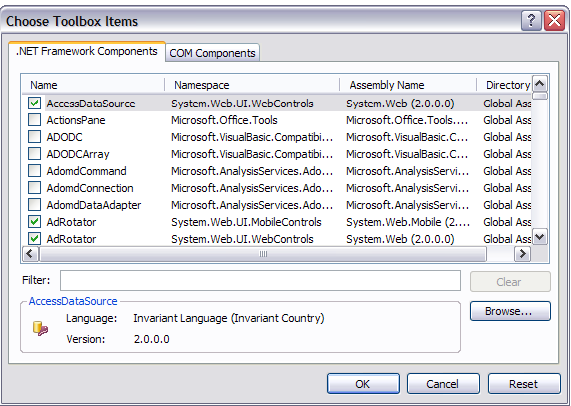 Choose Toolbox Items
.NET Framework Components COM Components
Name Namespace Assembly Name Directory
AccessDataSource System.Web.UI.WebControls System.Web (2.0.0.0) Global Ass
ActionsPane Microsoft.Office.Tools Microsoft.Office.Tools.... Global Ass
ADODC Microsoft.VisualBasic.Compatibi... Microsoft.VisualBasic.C... Global Ass
ADODCArray Microsoft.VisualBasic.Compatibi... Microsoft.VisualBasic.C... Global Ass
AdomdCommand Microsoft.AnalysisServices.Ado... Microsoft.AnalysisServi... Global Ass
AdomdConnection Microsoft.AnalysisServices.Ado... Microsoft.AnalysisServi... Global Ass
AdomdDataAdapter Microsoft.AnalysisServices.Ado... Microsoft.AnalysisServi... Global Ass
AdRotator System.Web.UI.MobileControls System.Web.Mobile (2.... Global Ass
AdRotator System.Web.UI.WebControls System.Web (2.0.0.0) Global Ass
Filter: Clear
AccessDataSource
Language: Invariant Language (Invariant Country) Browse...
Version: 2.0.0.0
OK Cancel Reset